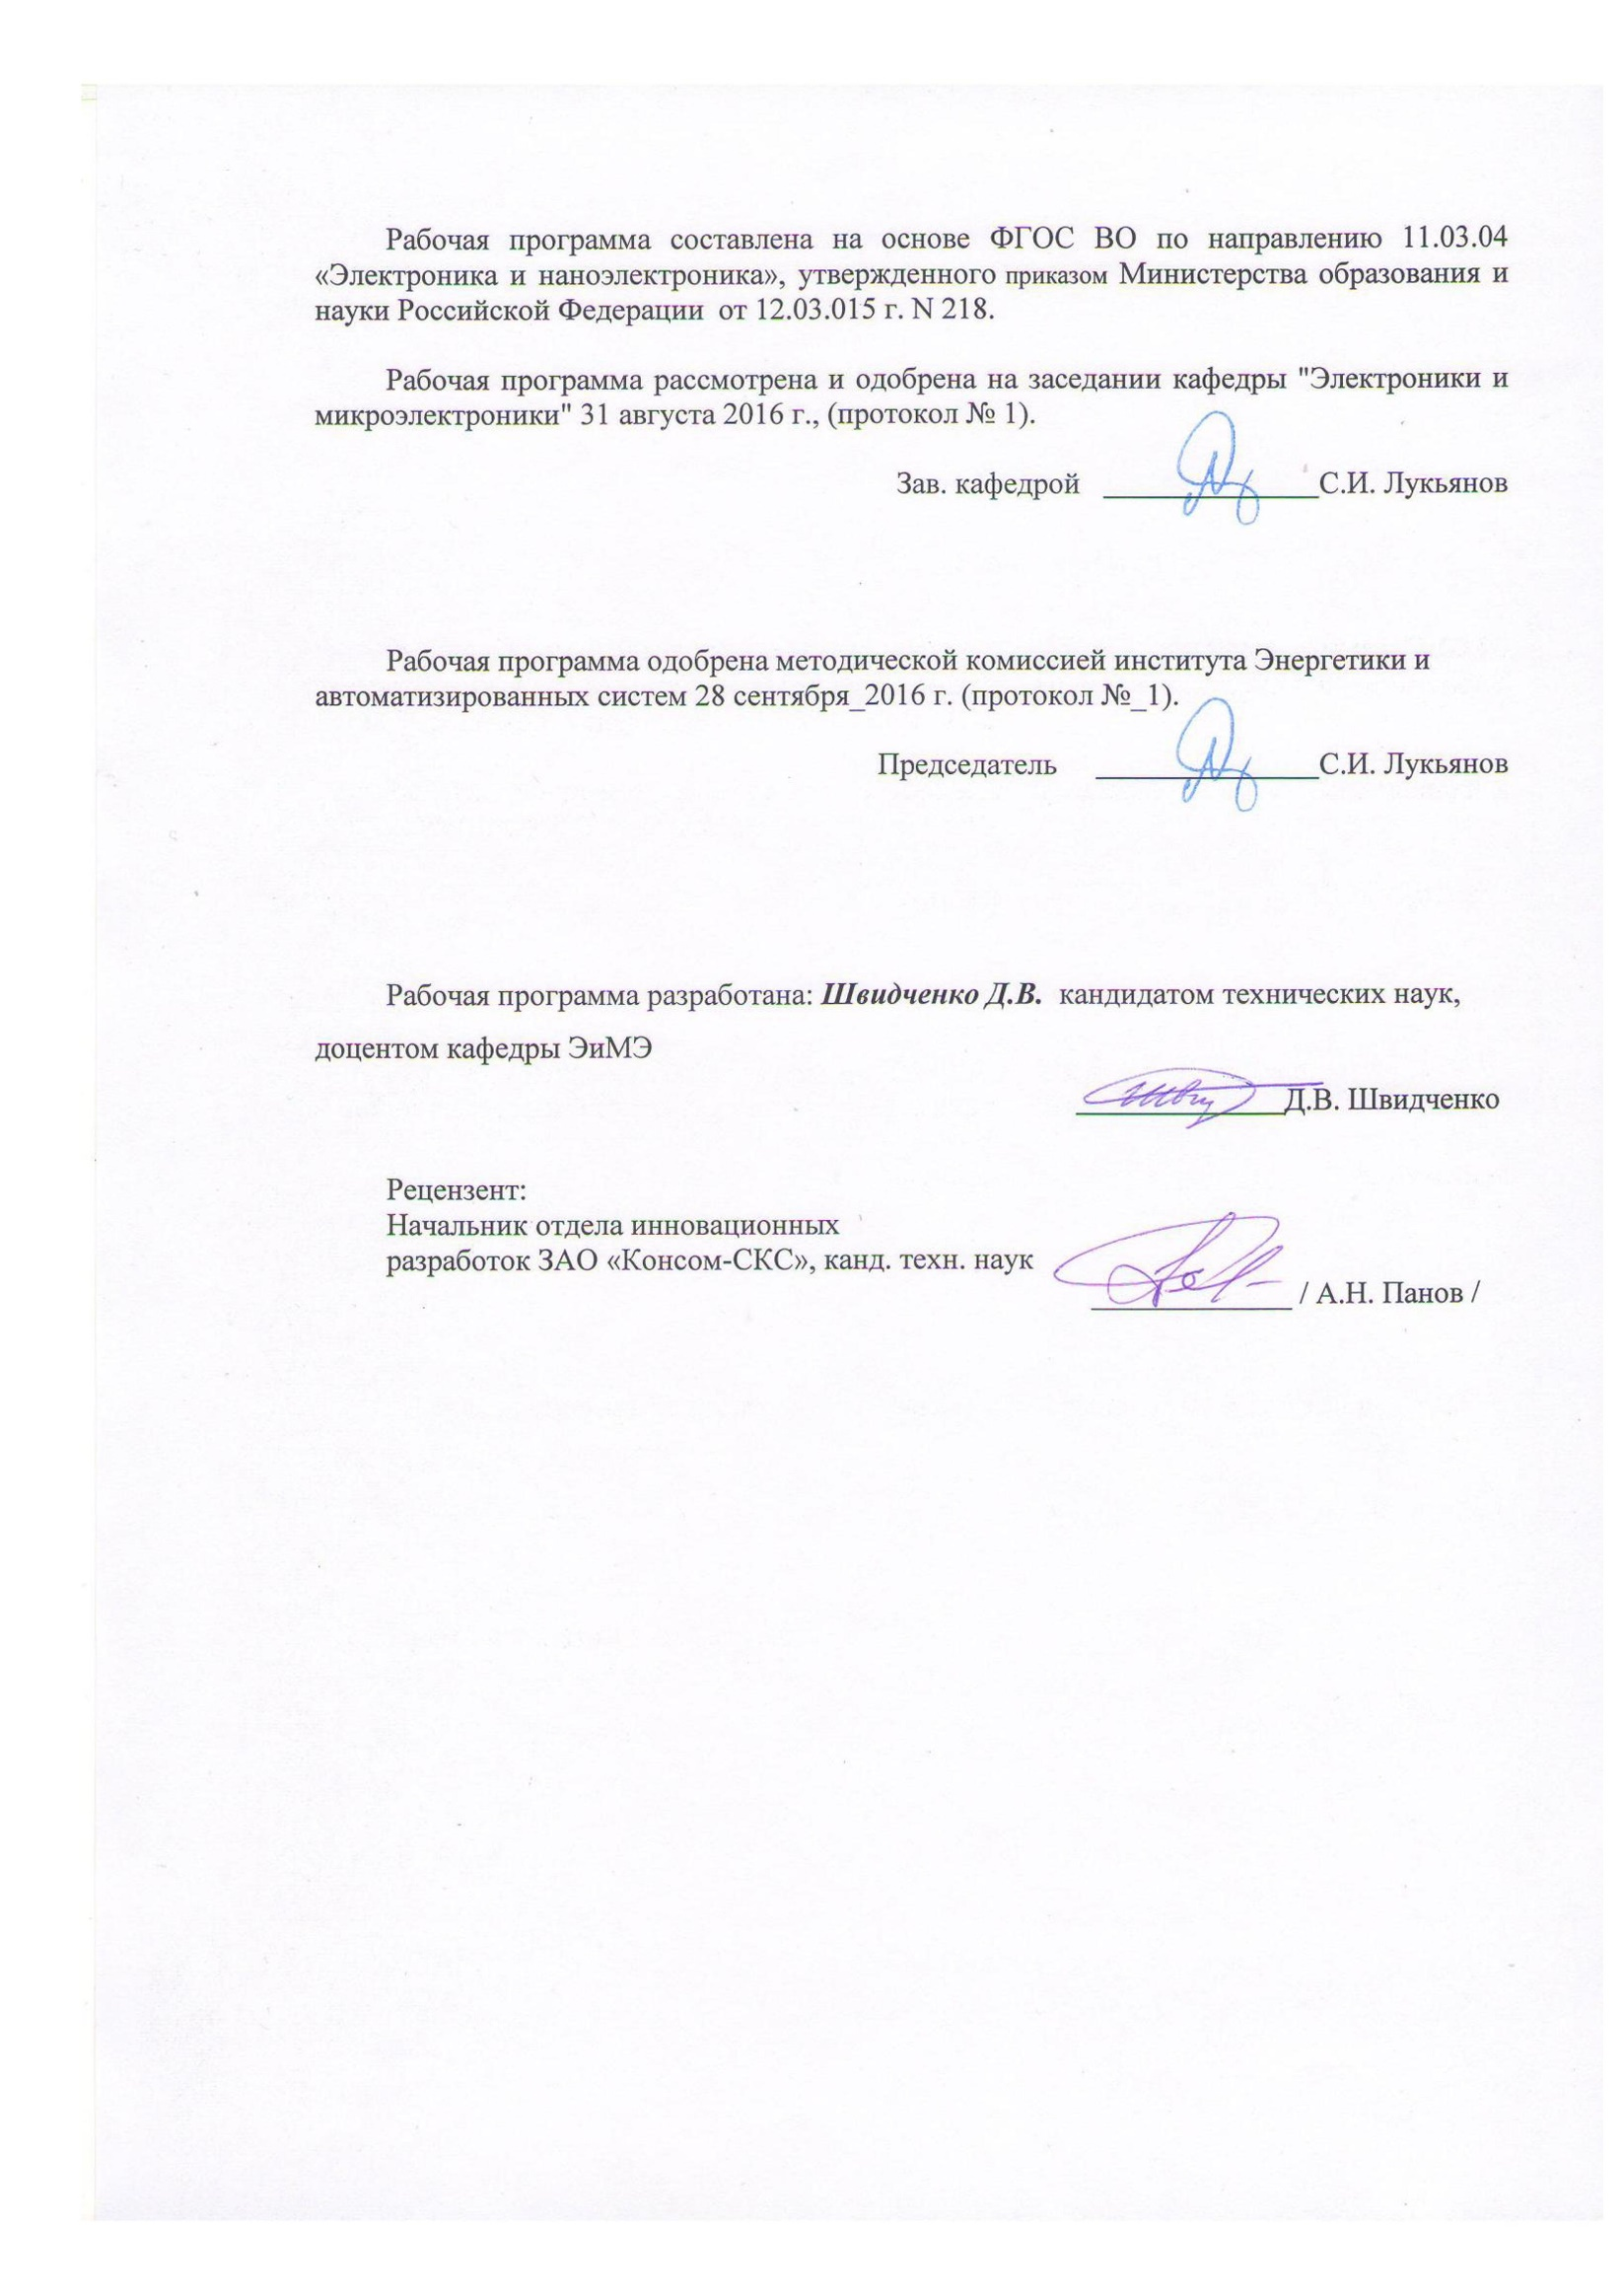 Рабочая программа составлена на основе ФГОС ВО по направлению 11.03.04
«Электроника и наноэлектроника», утвержденного приказом Министерства образования и
науки Российской Федерации от 12.03.015 г. N 218.
Рабочая программа рассмотрена и одобрена на заседании кафедры "Электроники и
микроэлектроники" 31 августа 2016 г., (протокол № 1).
Зав. кафедрой ______________С.И. Лукьянов
Рабочая программа одобрена методической комиссией института Энергетики и
автоматизированных систем 28 сентября_2016 г. (протокол №_1).
Председатель ______________С.И. Лукьянов
Рабочая программа разработана: Швидченко Д.В. кандидатом технических наук,
доцентом кафедры ЭиМЭ
______________Д.В. Швидченко
Рецензент:
Начальник отдела инновационных
разработок ЗАО «Консом-СКС», канд. техн. наук
______________ / А.Н. Панов /